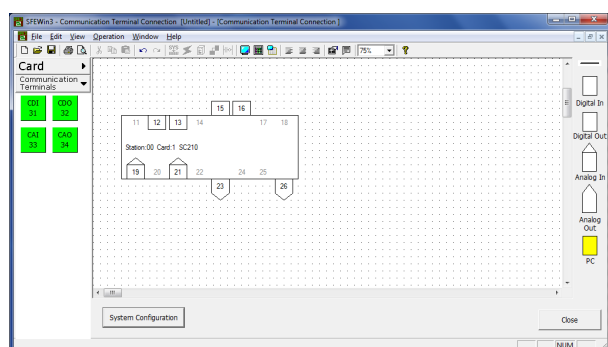 SFEWin3 - Communication Terminal Connection [Untitled] - [Communication Terminal Connection ]
File Edit View Operation Window Help
75%
Card
Communication
Terminals
CDI
31
CDO
32
CAI
33
CAO
34
15 16
11 12 13 14 17 18
Station:00 Card:1 SC210
19 20 21 22 24 25
23 26
Digital In
Digital Out
Analog In
Analog
Out
PC
System Configuration
Close
NUM